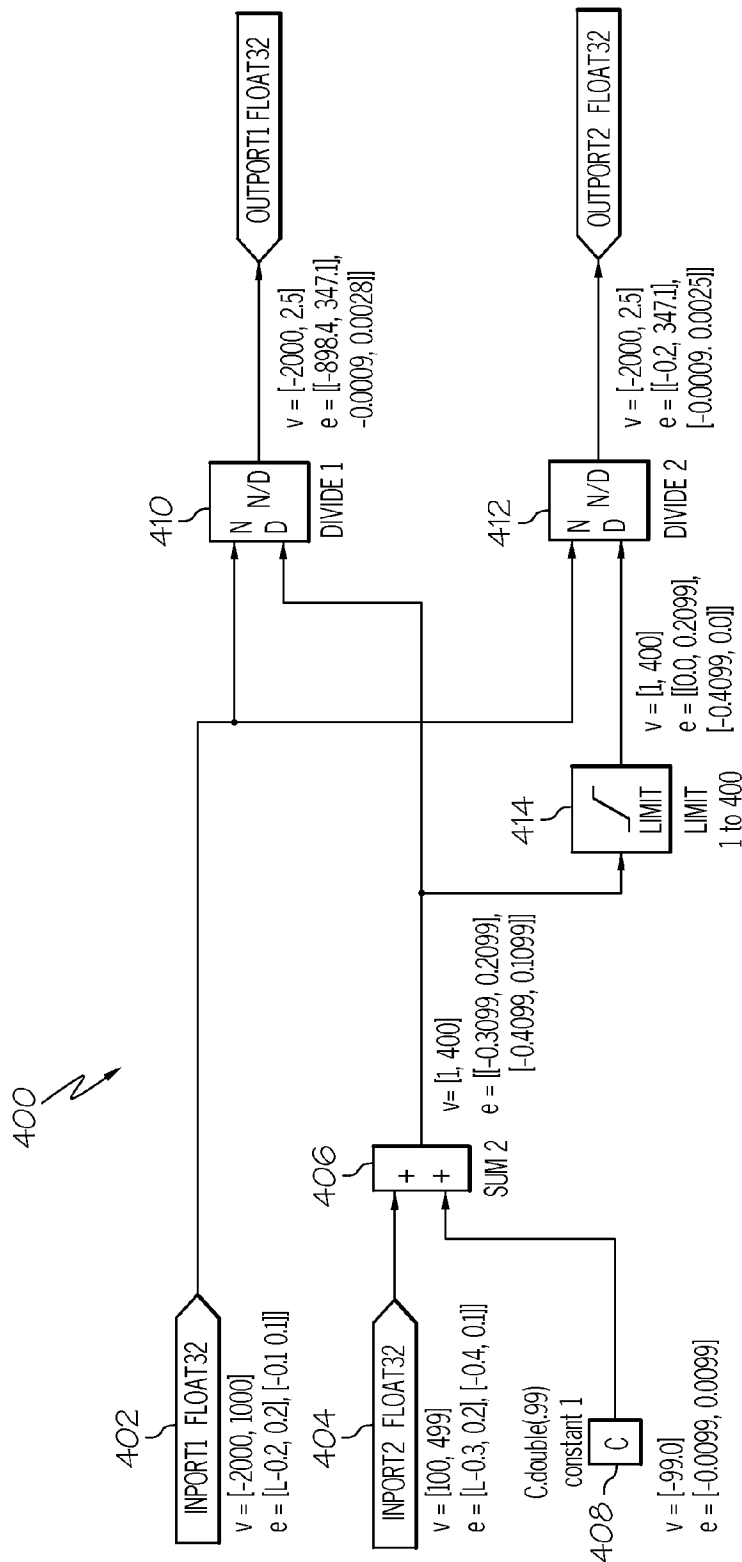 400
402
INPORT1 FLOAT32
v = [-2000, 1000]
e = [[-0.2, 0.2], [-0.1 0.1]]
404
INPORT2 FLOAT32
v = [100, 499]
e = [[-0.3, 0.2], [-0.4, 0.1]]
C.double(.99)
constant 1
C
408
v = [-99.0]
e = [-0.0099, 0.0099]
406
+
+
SUM 2
v= [1, 400]
e = [[-0.3099, 0.2099],
[-0.4099, 0.1099]]
414
LIMIT
LIMIT
1 to 400
v = [1, 400]
e = [[0.0, 0.2099],
[-0.4099, 0.0]]
410
N
D N/D
DIVIDE 1
v = [-2000, 2.5]
e = [[-898.4, 347.1],
-0.0009, 0.0028]]
OUTPORT1 FLOAT32
412
N
D N/D
DIVIDE 2
v = [-2000, 2.5]
e = [[-0.2, 347.1],
[-0.0009. 0.0025]]
OUTPORT2 FLOAT32